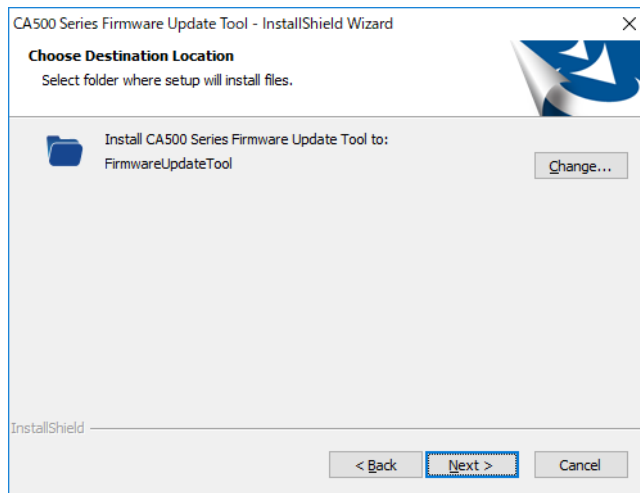 CA500 Series Firmware Update Tool - InstallShield Wizard
Choose Destination Location
Select folder where setup will install files.
Install CA500 Series Firmware Update Tool to:
FirmwareUpdateTool
Change...
InstallShield
< Back
Next >
Cancel